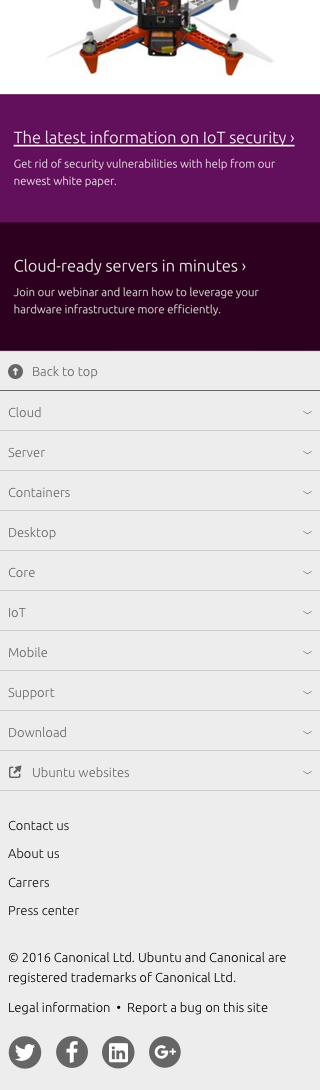 The latest information on IoT security ›
Get rid of security vulnerabilities with help from our
newest white paper.
Cloud-ready servers in minutes ›
Join our webinar and learn how to leverage your
hardware infrastructure more efficiently.
Back to top
Cloud
Server
Containers
Desktop
Core
IoT
Mobile
Support
Download
Ubuntu websites
Contact us
About us
Carrers
Press center
© 2016 Canonical Ltd. Ubuntu and Canonical are
registered trademarks of Canonical Ltd.
Legal information • Report a bug on this site